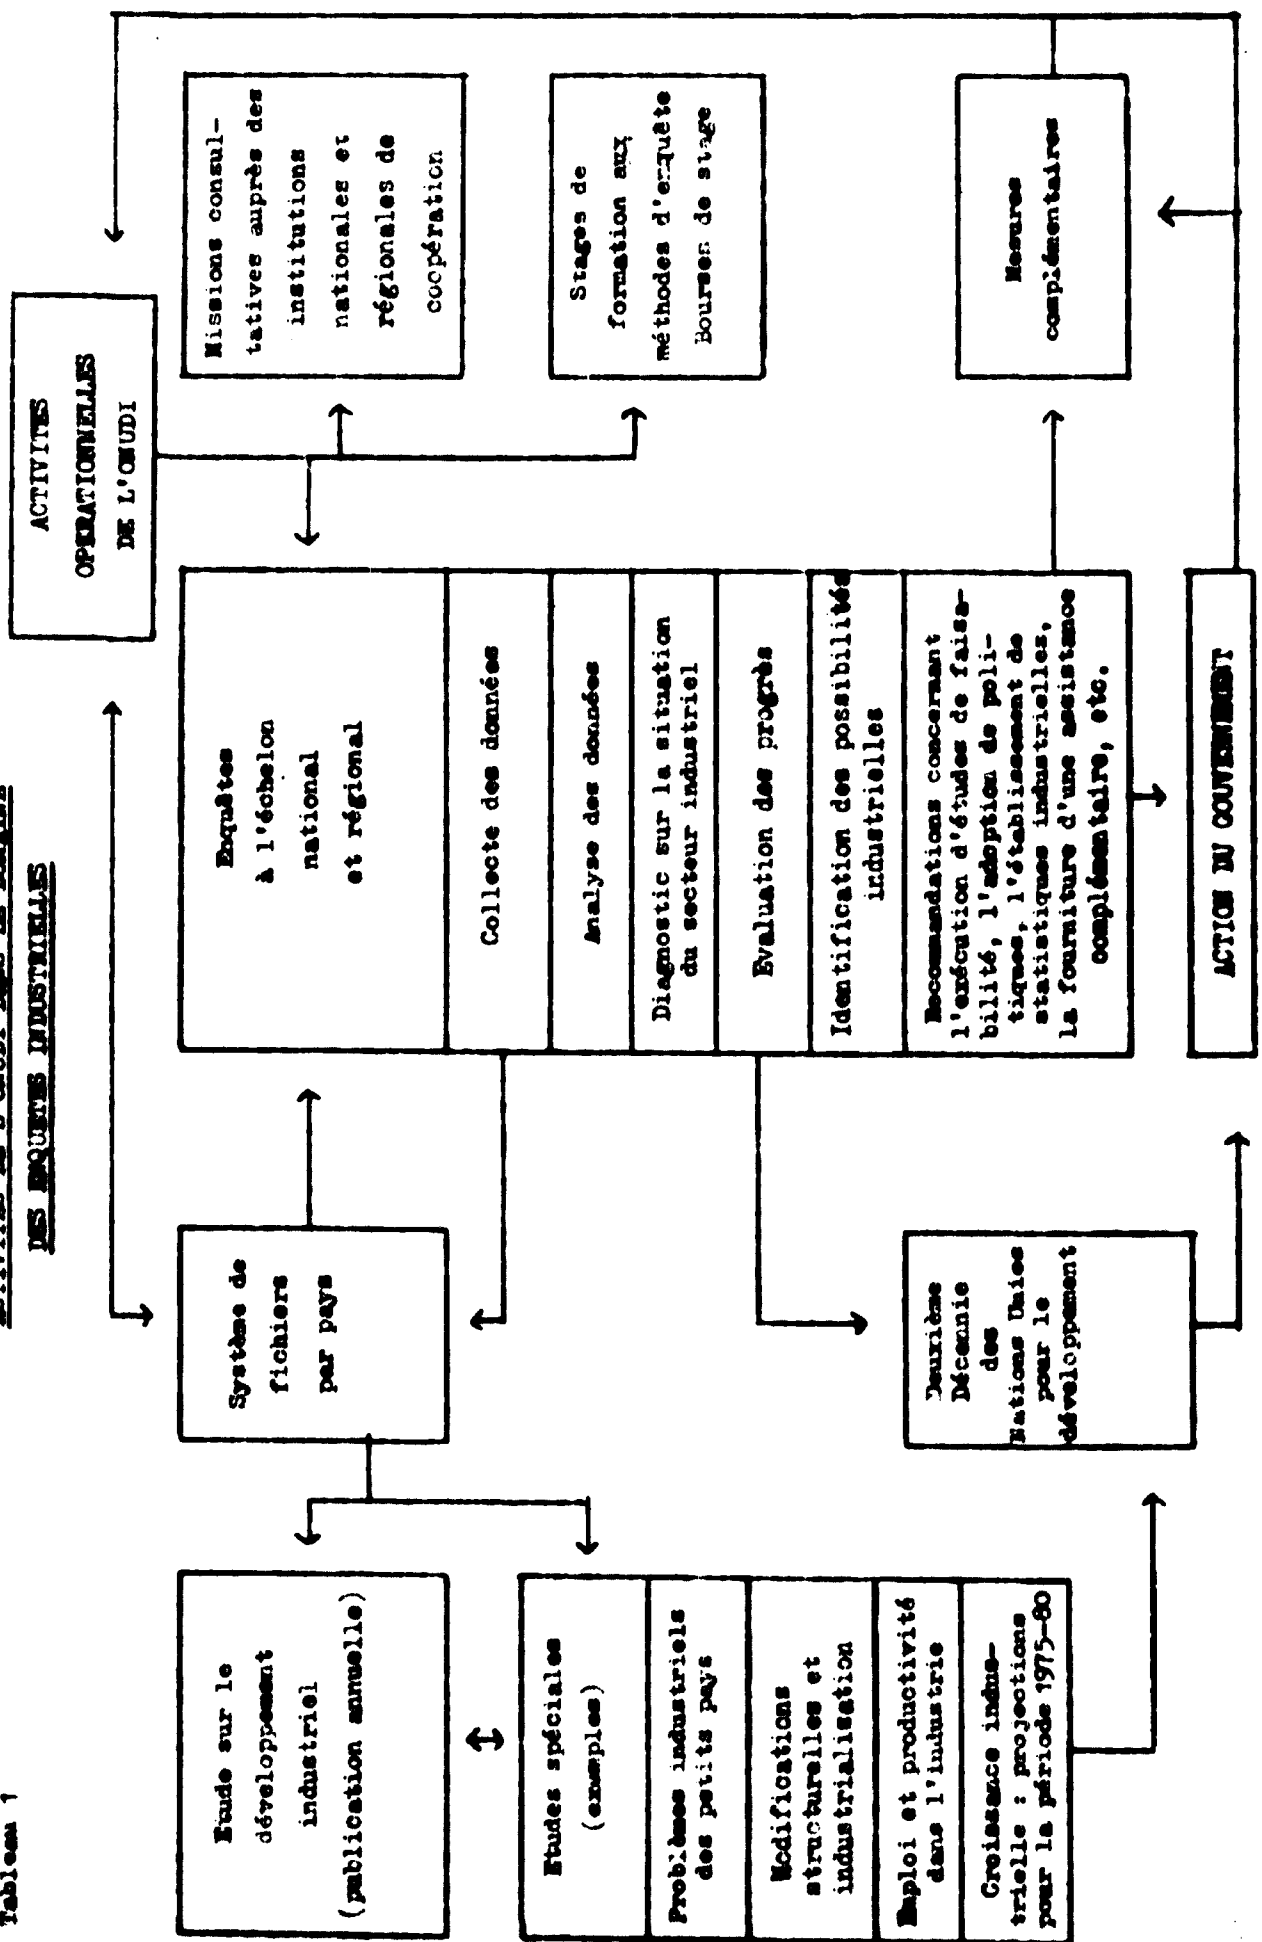 Tableau 1
DES ENQUETES INDUSTRIELLES
ACTIVITES
OPERATIONNELLES
DE L'ONUDI
Etude sur le
développement
industriel
(publication annuelle)
Système de
fichiers
par pays
Enquêtes
à l'échelon
national
et régional
Missions consul-
tatives auprès des
institutions
nationales et
régionales de
coopération
Etudes spéciales
(exemples)
Problèmes industriels
des petits pays
Modifications
structurelles et
industrialisation
Emploi et productivité
dans l'industrie
Croissance indus-
trielle : projections
pour la période 1975-80
Collecte des données
Analyse des données
Diagnostic sur la situation
du secteur industriel
Evaluation des progrès
Identification des possibilités
industrielles
Recommandations concernant
l'exécution d'études de faisa-
bilité, l'adoption de poli-
tiques, l'établissement de
statistiques industrielles,
la fourniture d'une assistance
complémentaire, etc.
Stages de
formation aux
méthodes d'enquête
Bourses de stage
Deuxième
Décennie
des
Nations Unies
pour le
développement
Mesures
complémentaires
ACTION DU GOUVERNEMENT